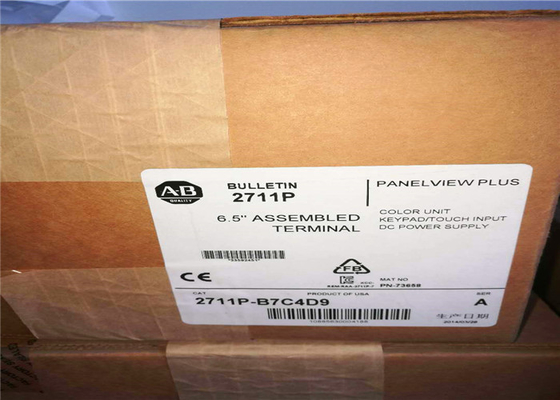 A-B
QUALITY
BULLETIN
2711P
6.5" ASSEMBLED
TERMINAL
PANELVIEW PLUS
COLOR UNIT
KEYPAD/TOUCH INPUT
DC POWER SUPPLY
CE
FB
MAT NO
PN-73658
CAT
PRODUCT OF USA
SER
2711P-B7C4D9
A
生产日期